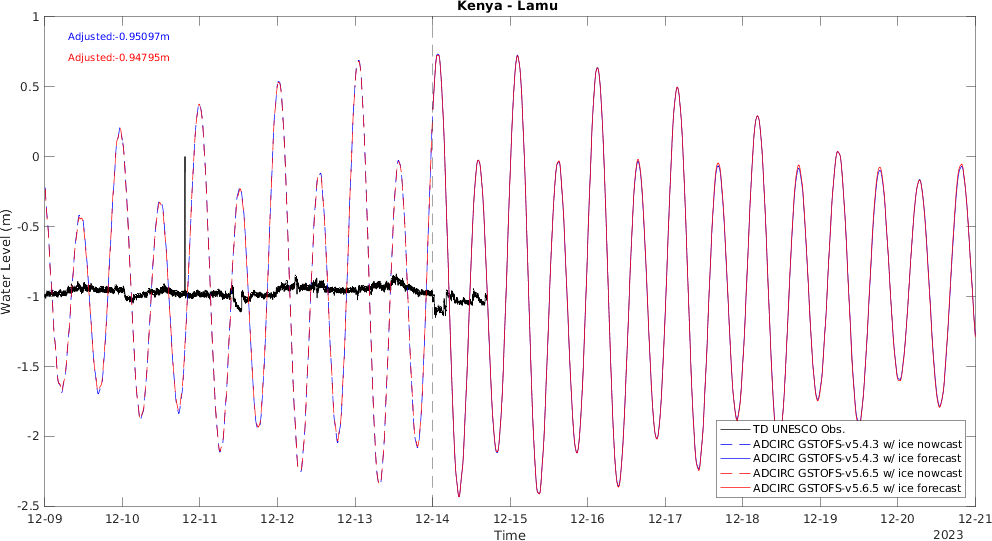 Kenya - Lamu
Adjusted:-0.95097m
Adjusted:-0.94795m
Water Level (m)
1
0.5
0
-0.5
-1
-1.5
-2
-2.5
TD UNESCO Obs.
ADCIRC GSTOFS-v5.4.3 w/ ice nowcast
ADCIRC GSTOFS-v5.4.3 w/ ice forecast
ADCIRC GSTOFS-v5.6.5 w/ ice nowcast
ADCIRC GSTOFS-v5.6.5 w/ ice forecast
12-09 12-10 12-11 12-12 12-13 12-14 12-15 12-16 12-17 12-18 12-19 12-20 12-21
Time
2023